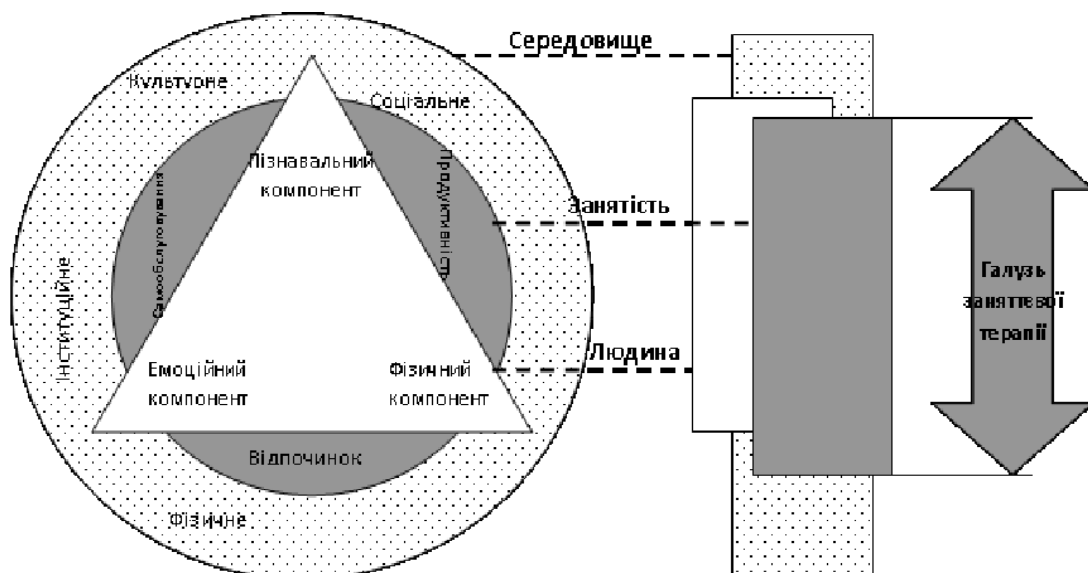 Середовище
Культурне
Соціальне
Пізнавальний
компонент
Самообслуговування
Продуктивність
Занятість
Інституційне
Галузь
заняттєвої
терапії
Людина
Емоційний
компонент
Фізичний
компонент
Відпочинок
Фізичне